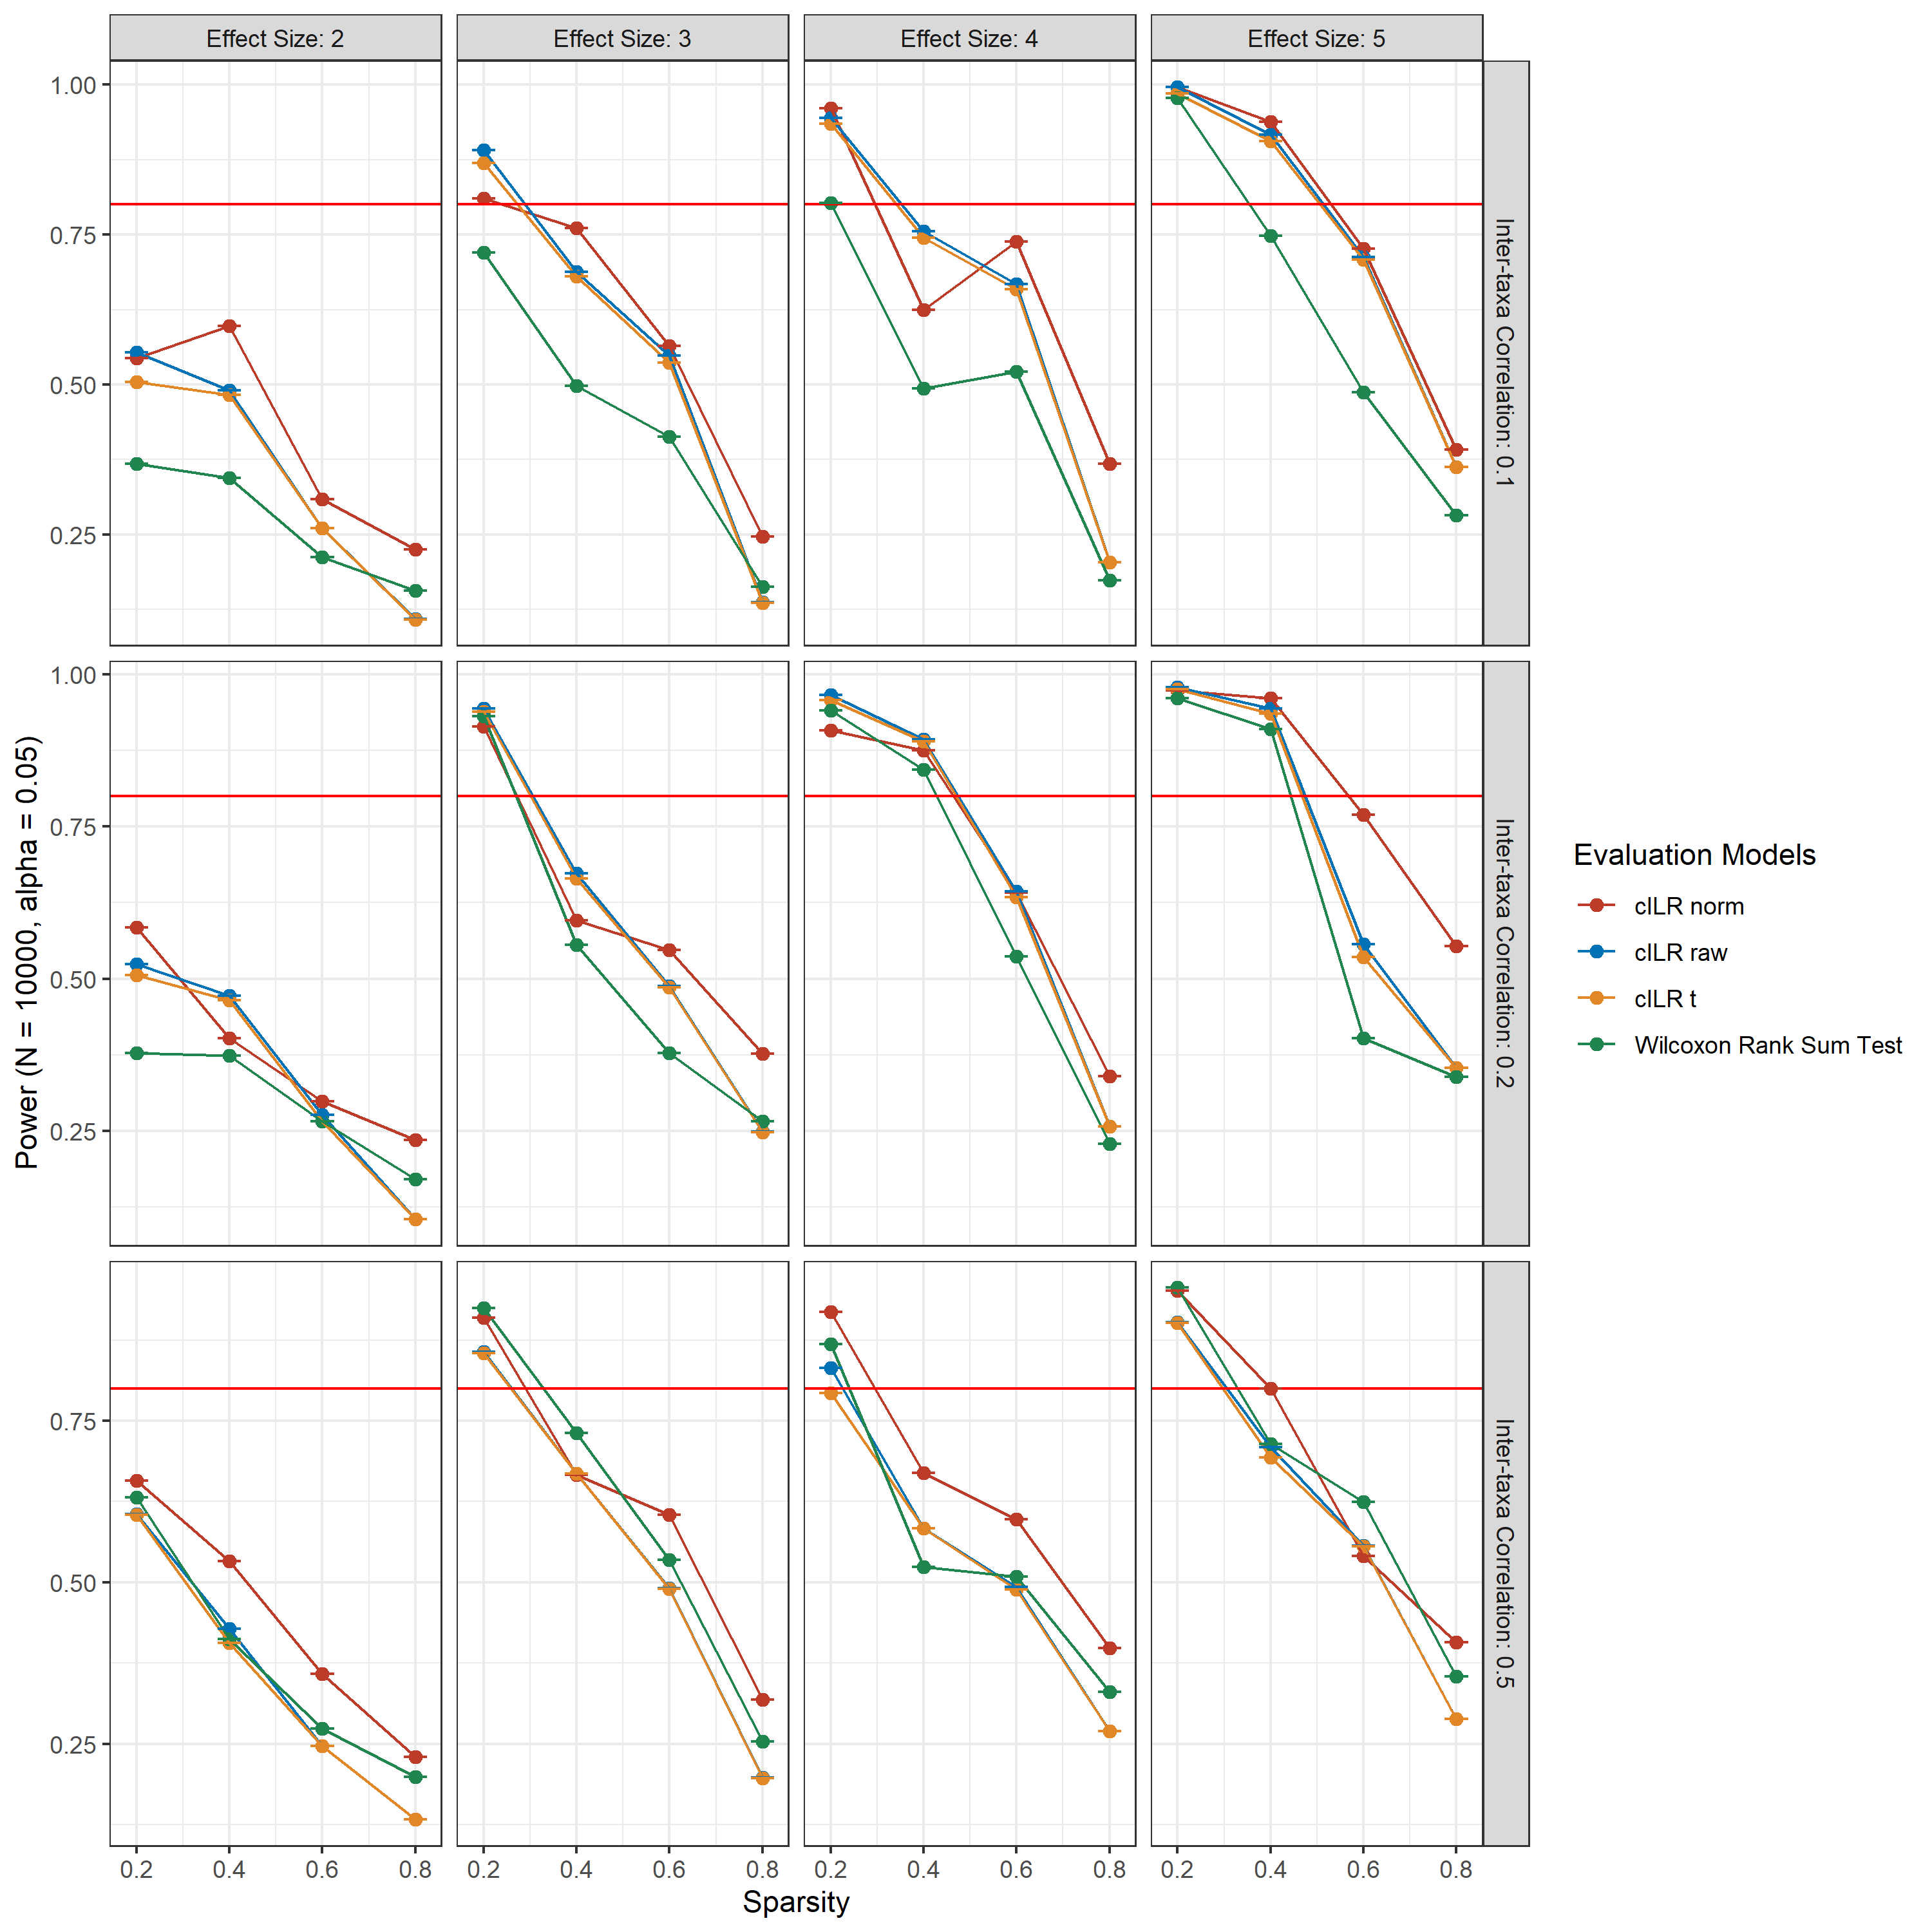 Effect Size: 2
Effect Size: 3
Effect Size: 4
Effect Size: 5
1.00
0.75
0.50
0.25
Inter-taxa Correlation: 0.1
1.00
0.75
0.50
0.25
Inter-taxa Correlation: 0.2
0.75
0.50
0.25
Inter-taxa Correlation: 0.5
Power (N = 10000, alpha = 0.05)
0.2 0.4 0.6 0.8
0.2 0.4 0.6 0.8
0.2 0.4 0.6 0.8
0.2 0.4 0.6 0.8
Sparsity
Evaluation Models
cILR norm
cILR raw
cILR t
Wilcoxon Rank Sum Test